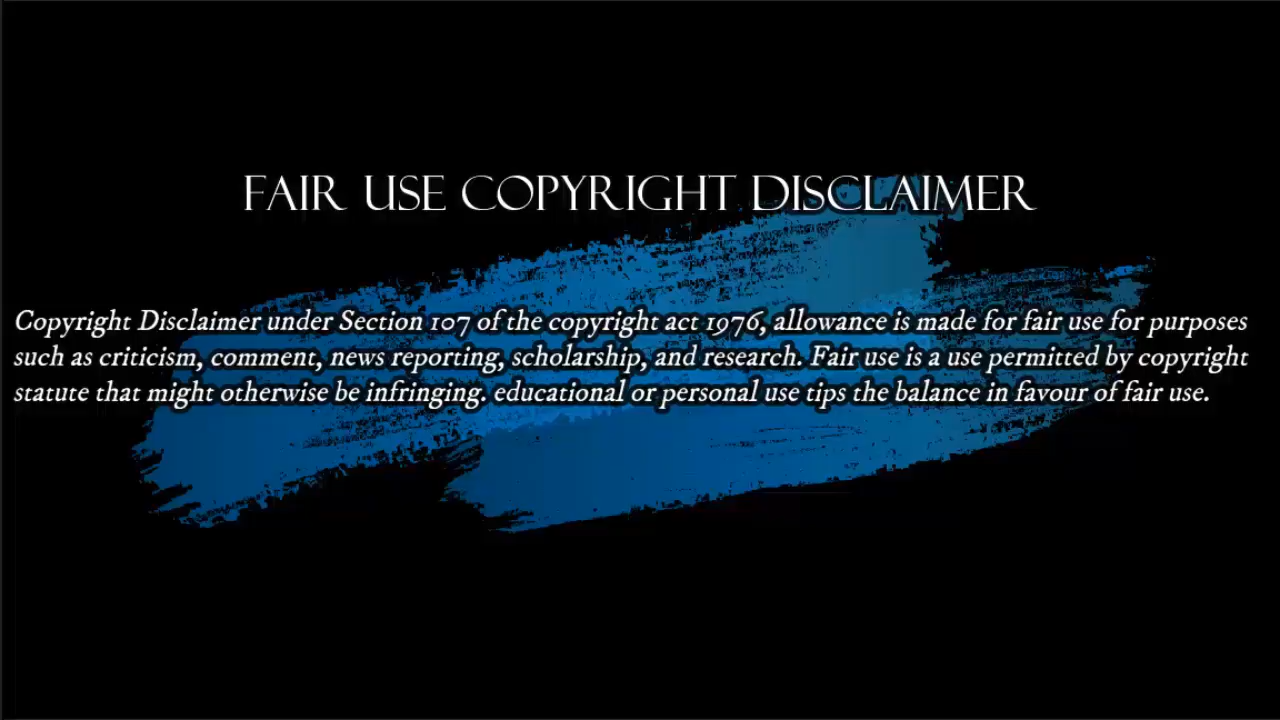 FAIR USE COPYRIGHT DISCLAIMER
Copyright Disclaimer under Section 107 of the copyright act 1976, allowance is made for fair use for purposes
such as criticism, comment, news reporting, scholarship, and research. Fair use is a use permitted by copyright
statute that might otherwise be infringing. educational or personal use tips the balance in favour of fair use.